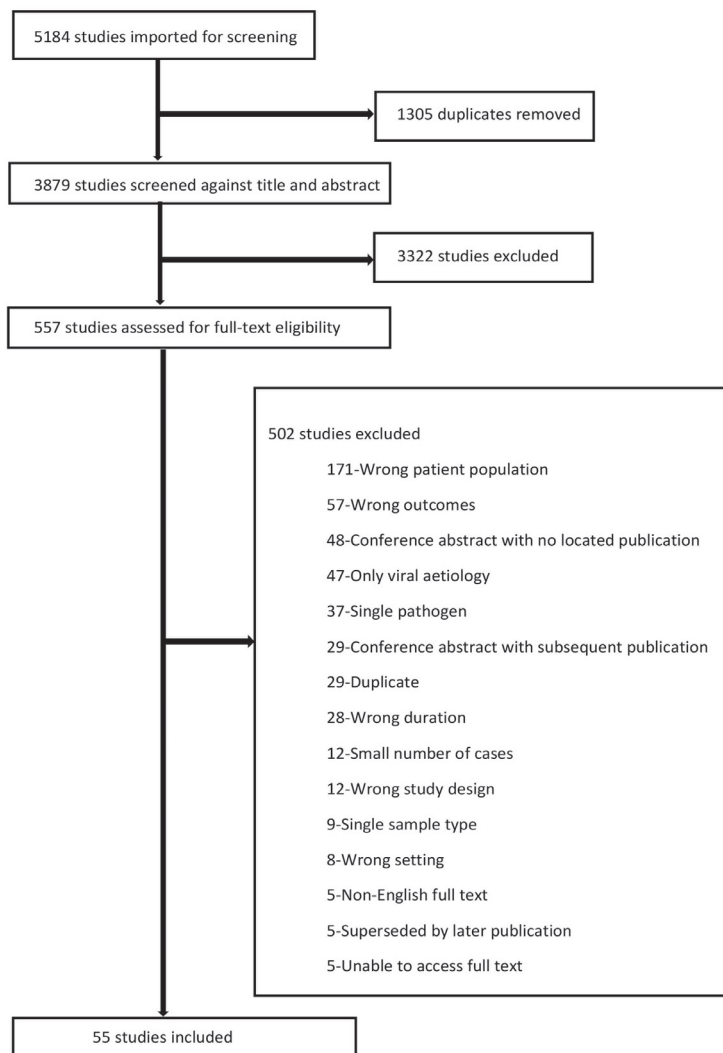 5184 studies imported for screening
1305 duplicates removed
3879 studies screened against title and abstract
3322 studies excluded
557 studies assessed for full-text eligibility
502 studies excluded
171-Wrong patient population
57-Wrong outcomes
48-Conference abstract with no located publication
47-Only viral aetiology
37-Single pathogen
29-Conference abstract with subsequent publication
29-Duplicate
28-Wrong duration
12-Small number of cases
12-Wrong study design
9-Single sample type
8-Wrong setting
5-Non-English full text
5-Superseded by later publication
5-Unable to access full text
55 studies included